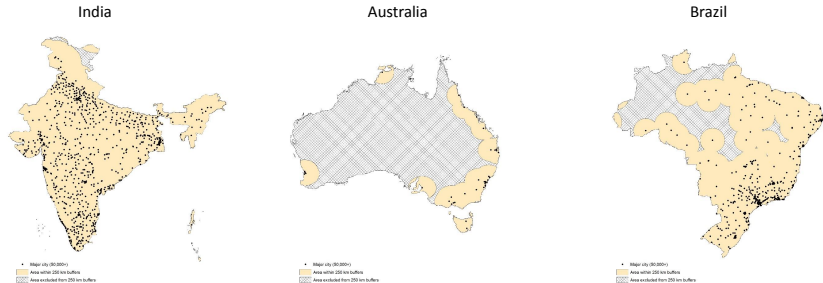 India
Australia
Brazil
Major city (50,000+)
Area within 250 km buffers
Area excluded from 250 km buffers
Major city (50,000+)
Area within 250 km buffers
Area excluded from 250 km buffers
Major city (50,000+)
Area within 250 km buffers
Area excluded from 250 km buffers